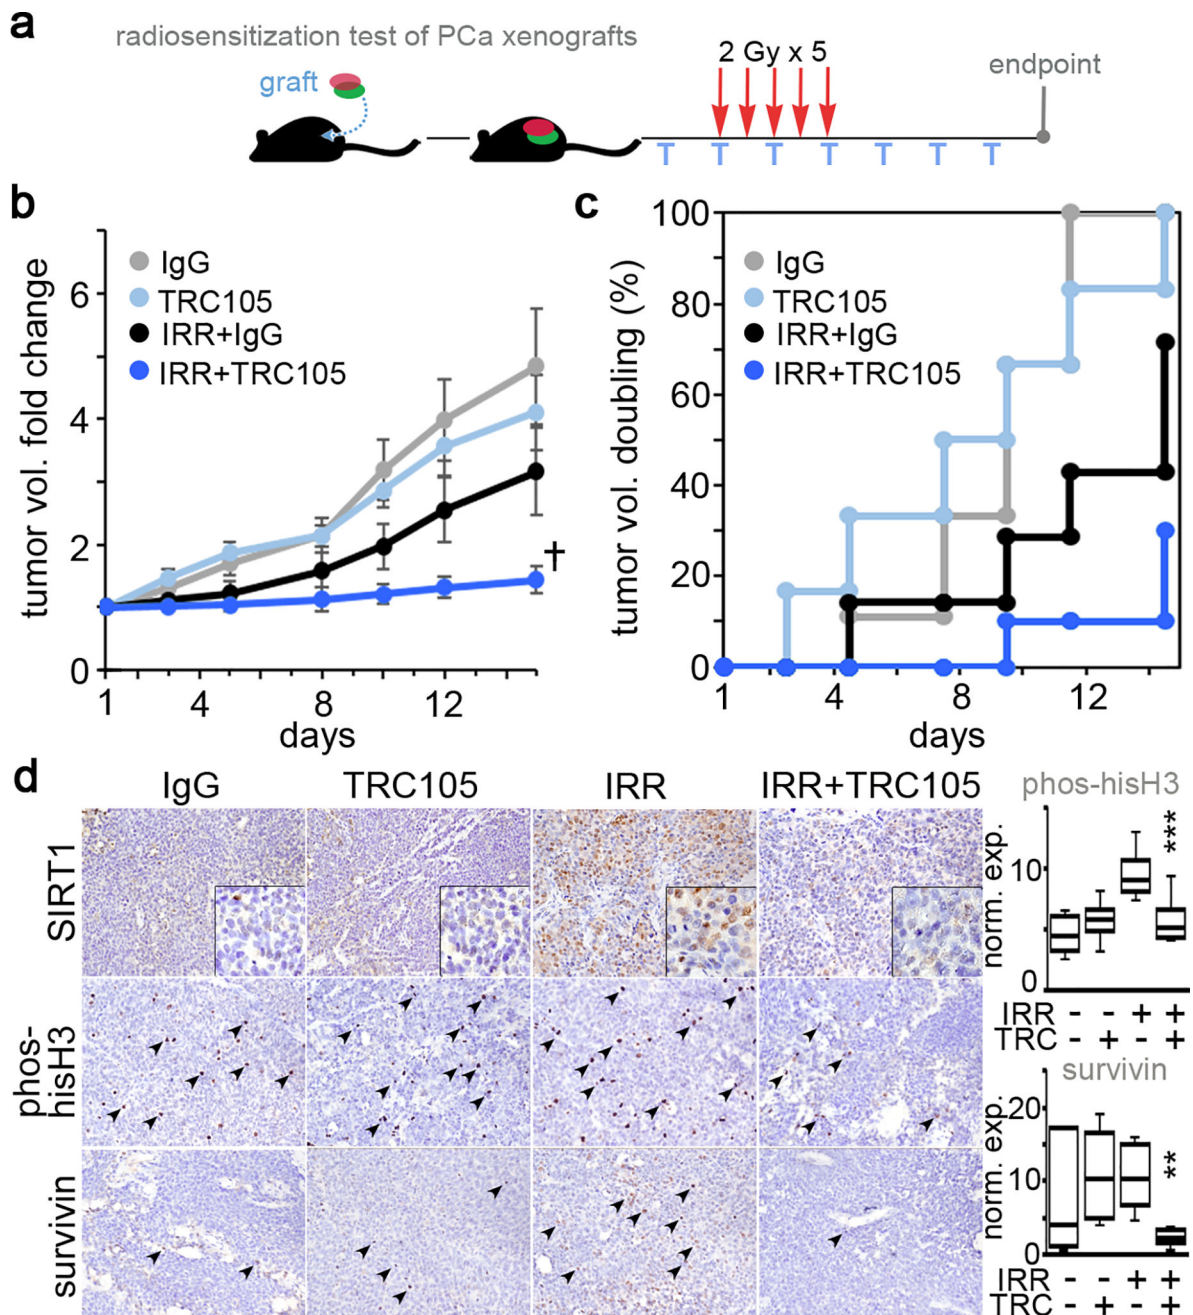 a
radiosensitization test of PCa xenografts
graft
2 Gy x 5
endpoint
T T T T T T T
b
tumor vol. fold change
6
4
2
0
IgG
TRC105
IRR+IgG
IRR+TRC105
†
1 4 8 12
days
c
tumor vol. doubling (%)
100
80
60
40
20
0
IgG
TRC105
IRR+IgG
IRR+TRC105
1 4 8 12
days
d
IgG TRC105 IRR IRR+TRC105
SIRT1
phos-
hisH3
survivin
phos-hisH3
norm. exp.
10
0
***
IRR - - + +
TRC - + - +
survivin
norm. exp.
20
10
0
**
IRR - - + +
TRC - + - +